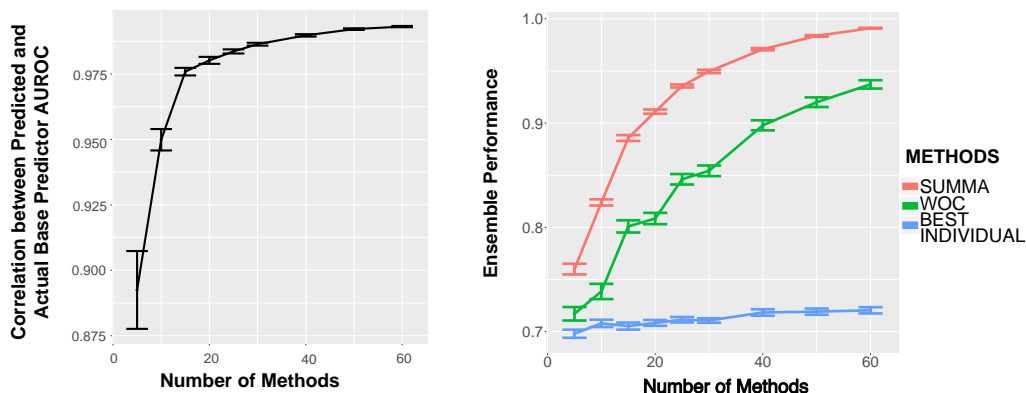 Correlation between Predicted and
Actual Base Predictor AUROC
0.975
0.950
0.925
0.900
0.875
0
20
40
60
Number of Methods
Ensemble Performance
1.0
0.9
0.8
0.7
0
20
40
60
Number of Methods
METHODS
SUMMA
WOC
BEST
INDIVIDUAL